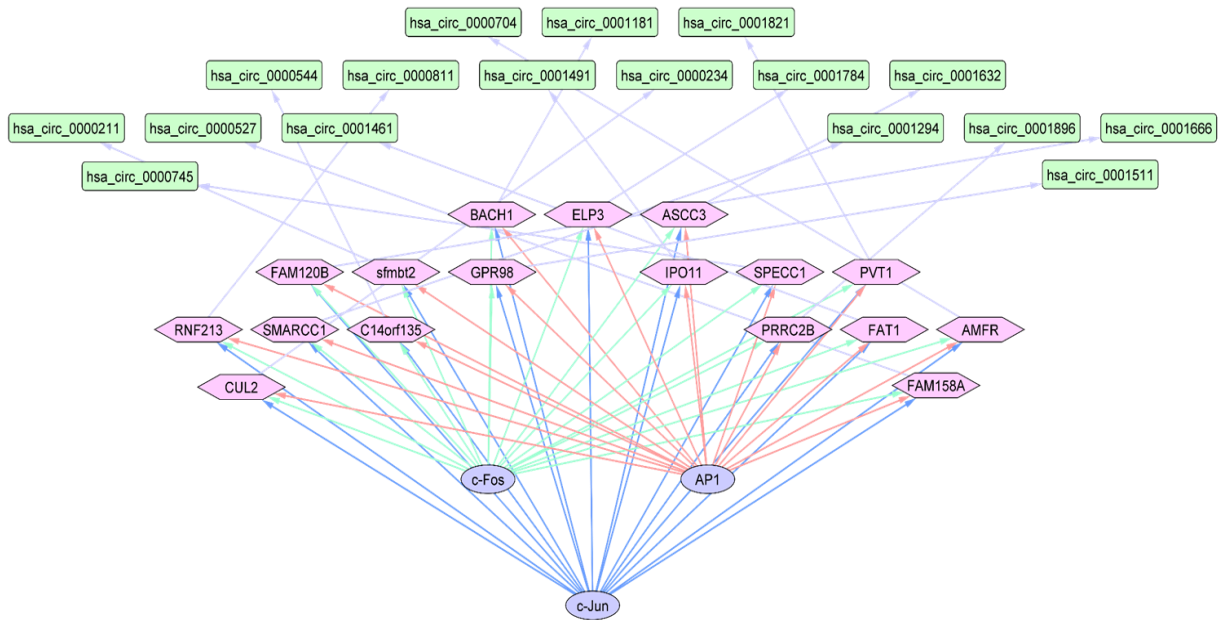 hsa_circ_0000704
hsa_circ_0001181
hsa_circ_0001821
hsa_circ_0000544
hsa_circ_0000811
hsa_circ_0001491
hsa_circ_0000234
hsa_circ_0001784
hsa_circ_0001632
hsa_circ_0000211
hsa_circ_0000527
hsa_circ_0001461
hsa_circ_0001294
hsa_circ_0001896
hsa_circ_0001666
hsa_circ_0000745
hsa_circ_0001511
BACH1
ELP3
ASCC3
FAM120B
sfmbt2
GPR98
IPO11
SPECC1
PVT1
RNF213
SMARCC1
C14orf135
PRRC2B
FAT1
AMFR
CUL2
FAM158A
c-Fos
AP1
c-Jun